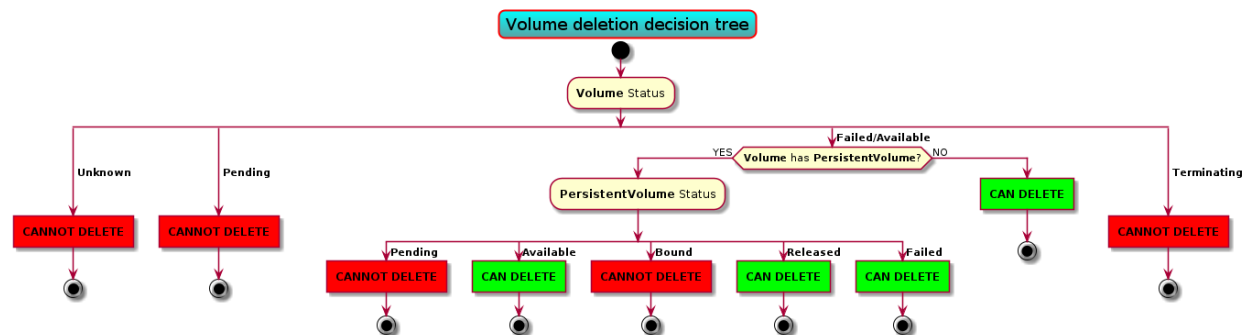 Volume deletion decision tree
Volume Status
Failed/Available
YES
Volume has PersistentVolume?
NO
Unknown
Pending
Terminating
PersistentVolume Status
CAN DELETE
CANNOT DELETE
CANNOT DELETE
CANNOT DELETE
Pending
Available
Bound
Released
Failed
CANNOT DELETE
CAN DELETE
CANNOT DELETE
CAN DELETE
CAN DELETE